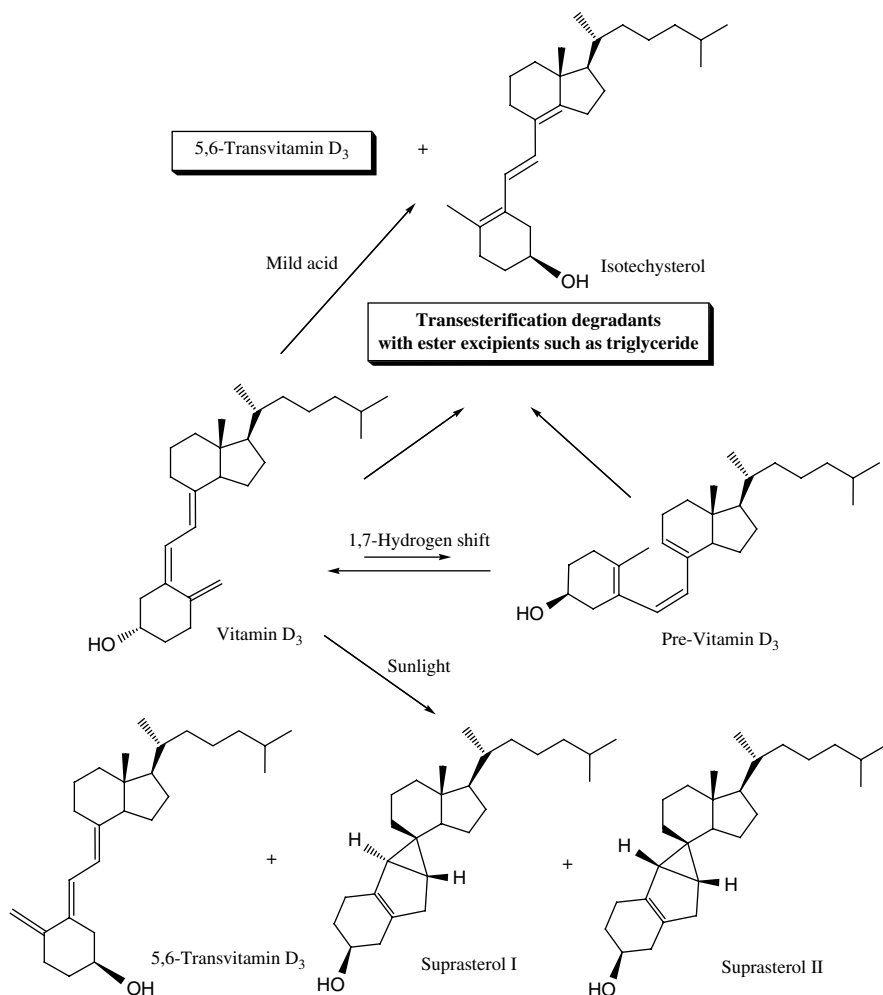 5,6-Transvitamin D3
+
Isotechysterol
OH
Mild acid
Transesterification degradants
with ester excipients such as triglyceride
1,7-Hydrogen shift
HO
Vitamin D3
HO
Pre-Vitamin D3
Sunlight
H
H
H
H
+
+
5,6-Transvitamin D3
OH
HO
Suprasterol I
HO
Suprasterol II